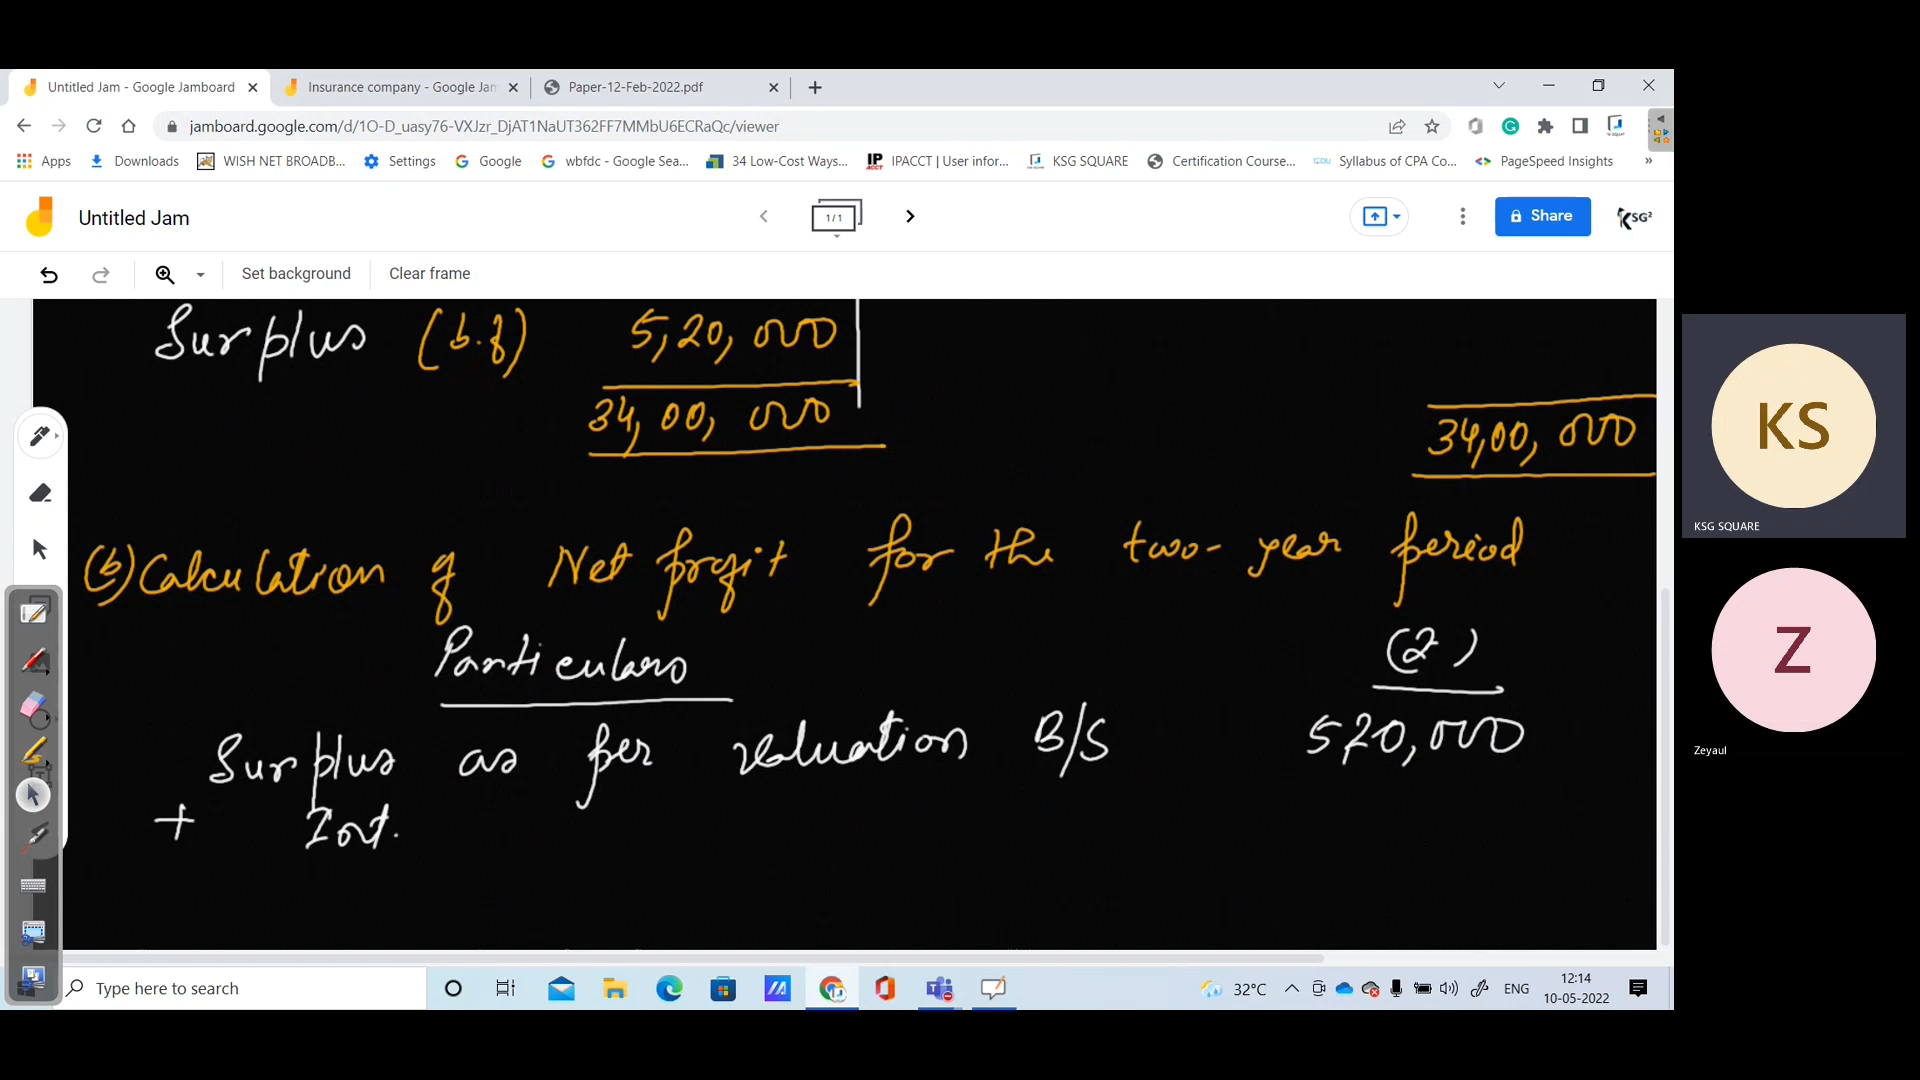 Untitled Jam - Google Jamboard Insurance company - Google Jam Paper-12-Feb-2022.pdf
jamboard.google.com/d/1O-D_uasy76-VXJzr_DjAT1NaUT362FF7MMbU6ECRaQc/viewer
Apps Downloads WISH NET BROADB... Settings Google wbfdc - Google Sea... 34 Low-Cost Ways... IPACCT | User infor... KSG SQUARE Certification Course... Syllabus of CPA Co... PageSpeed Insights »
Untitled Jam 1/1 Share KSG²
Set background Clear frame
Surplus (b.f) 5,20,000
34,00,000 34,00,000
(b) Calculation of Net profit for the two-year period
Particulars (₹)
Surplus as per valuation B/S 520,000
+ Int.
KS
KSG SQUARE
Z
Zeyaul
Type here to search 32°C ENG 12:14
10-05-2022